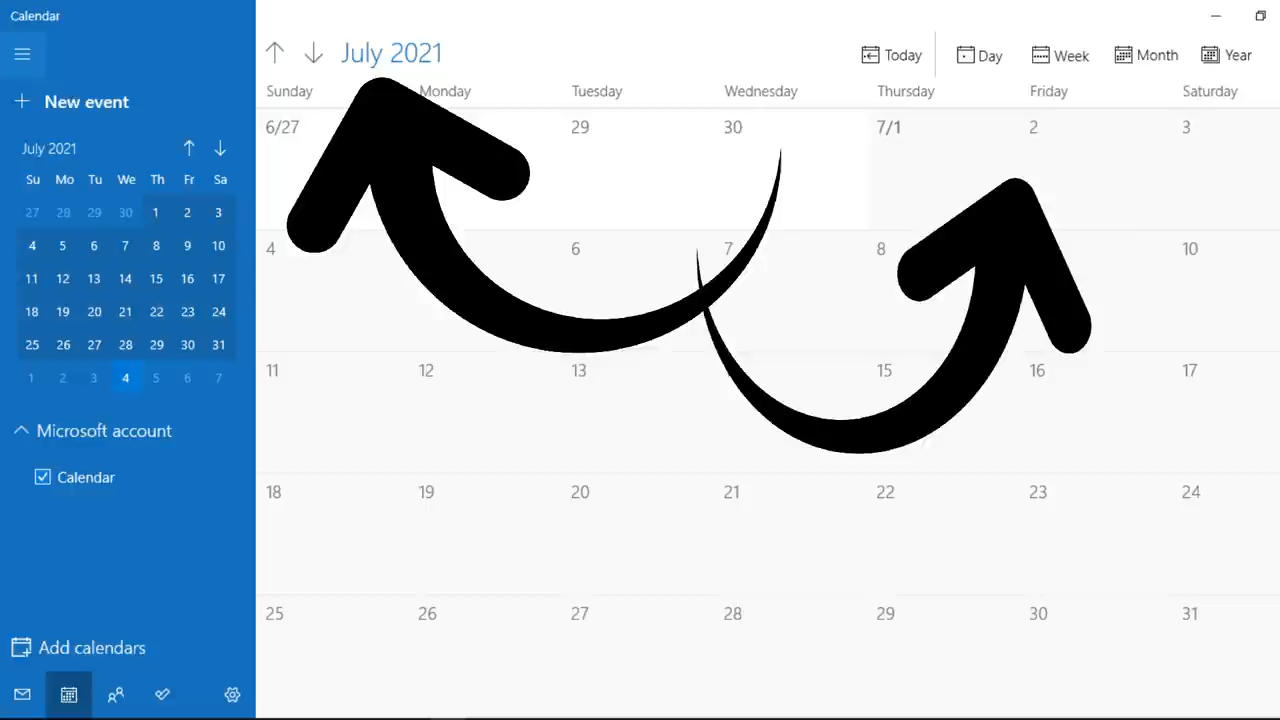 Calendar
New event
July 2021
Su Mo Tu We Th Fr Sa
27 28 29 30 1 2 3
4 5 6 7 8 9 10
11 12 13 14 15 16 17
18 19 20 21 22 23 24
25 26 27 28 29 30 31
1 2 3 4 5 6 7
Microsoft account
Calendar
Add calendars
July 2021
Today Day Week Month Year
Sunday Monday Tuesday Wednesday Thursday Friday Saturday
6/27 29 30 7/1 2 3
4 6 7 8 10
11 12 13 15 16 17
18 19 20 21 22 23 24
25 26 27 28 29 30 31